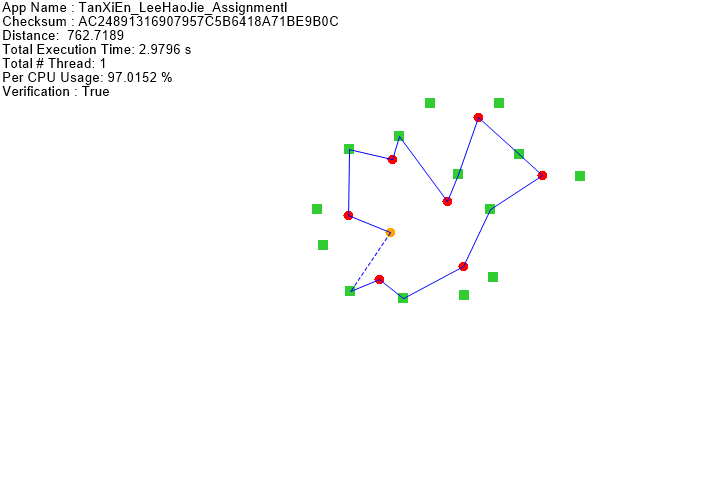 App Name : TanXiEn_LeeHaoJie_AssignmentI
Checksum : AC24891316907957C5B6418A71BE9B0C
Distance:  762.7189
Total Execution Time: 2.9796 s
Total # Thread: 1
Per CPU Usage: 97.0152 %
Verification : True